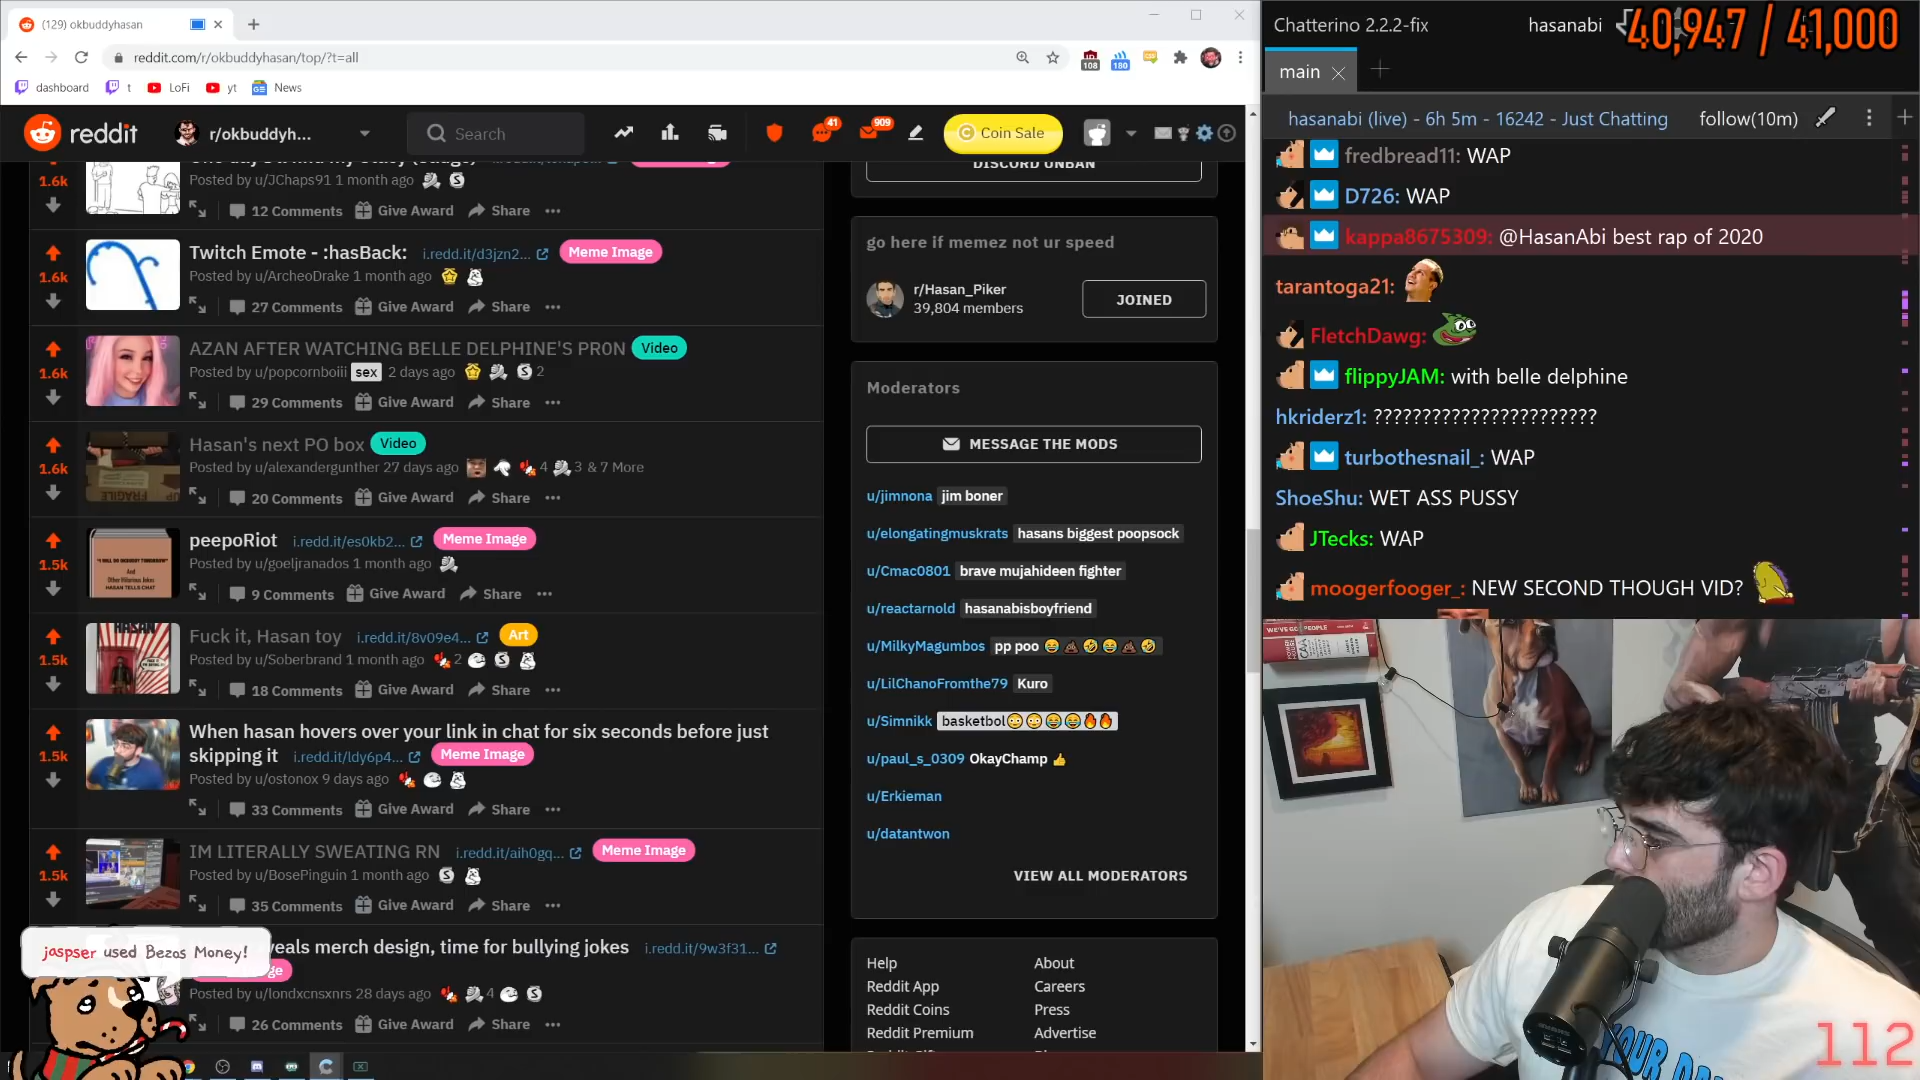 (129) okbuddyhasan
reddit.com/r/okbuddyhasan/top/?t=all
108
180
dashboard
t
LoFi
yt
News
reddit
r/okbuddyh...
Search
41
909
Coin Sale
1.6k
Posted by u/JChaps91 1 month ago
12 Comments Give Award Share
Twitch Emote - :hasBack: i.redd.it/d3jzn2... Meme Image
1.6k
Posted by u/ArcheoDrake 1 month ago
27 Comments Give Award Share
AZAN AFTER WATCHING BELLE DELPHINE'S PR0N Video
1.6k
Posted by u/popcornboiii sex 2 days ago 2
29 Comments Give Award Share
Hasan's next PO box Video
1.6k
Posted by u/alexandergunther 27 days ago 4 3 & 7 More
20 Comments Give Award Share
peepoRiot i.redd.it/es0kb2... Meme Image
1.5k
Posted by u/goeljranados 1 month ago
9 Comments Give Award Share
Fuck it, Hasan toy i.redd.it/8v09e4... Art
1.5k
Posted by u/Soberbrand 1 month ago 2
18 Comments Give Award Share
When hasan hovers over your link in chat for six seconds before just
skipping it i.redd.it/ldy6p4... Meme Image
1.5k
Posted by u/ostonox 9 days ago
33 Comments Give Award Share
IM LITERALLY SWEATING RN i.redd.it/aih0gq... Meme Image
1.5k
Posted by u/BosePinguin 1 month ago
35 Comments Give Award Share
merch design, time for bullying jokes i.redd.it/9w3f31...
Posted by u/londxcnsxnrs 28 days ago 4
26 Comments Give Award Share
jaspser used Bezos Money!
DISCORD UNBAN
go here if memez not ur speed
r/Hasan_Piker
39,804 members
JOINED
Moderators
MESSAGE THE MODS
u/jimnona jim boner
u/elongatingmuskrats hasans biggest poopsock
u/Cmac0801 brave mujahideen fighter
u/reactarnold hasanabisboyfriend
u/MilkyMagumbos pp poo 😂💩🤣😂💩🤣
u/LilChanoFromthe79 Kuro
u/Simnikk basketbol😳😳😂😂🔥🔥
u/paul_s_0309 OkayChamp 👍
u/Erkieman
u/datantwon
VIEW ALL MODERATORS
Help About
Reddit App Careers
Reddit Coins Press
Reddit Premium Advertise
Chatterino 2.2.2-fix
hasanabi
40,947 / 41,000
main
hasanabi (live) - 6h 5m - 16242 - Just Chatting follow(10m)
fredbread11: WAP
D726: WAP
kappa8675309: @HasanAbi best rap of 2020
tarantoga21:
FletchDawg:
flippyJAM: with belle delphine
hkriderz1: ???????????????????????
turbothesnail_: WAP
ShoeShu: WET ASS PUSSY
JTecks: WAP
moogerfooger_: NEW SECOND THOUGH VID?
112